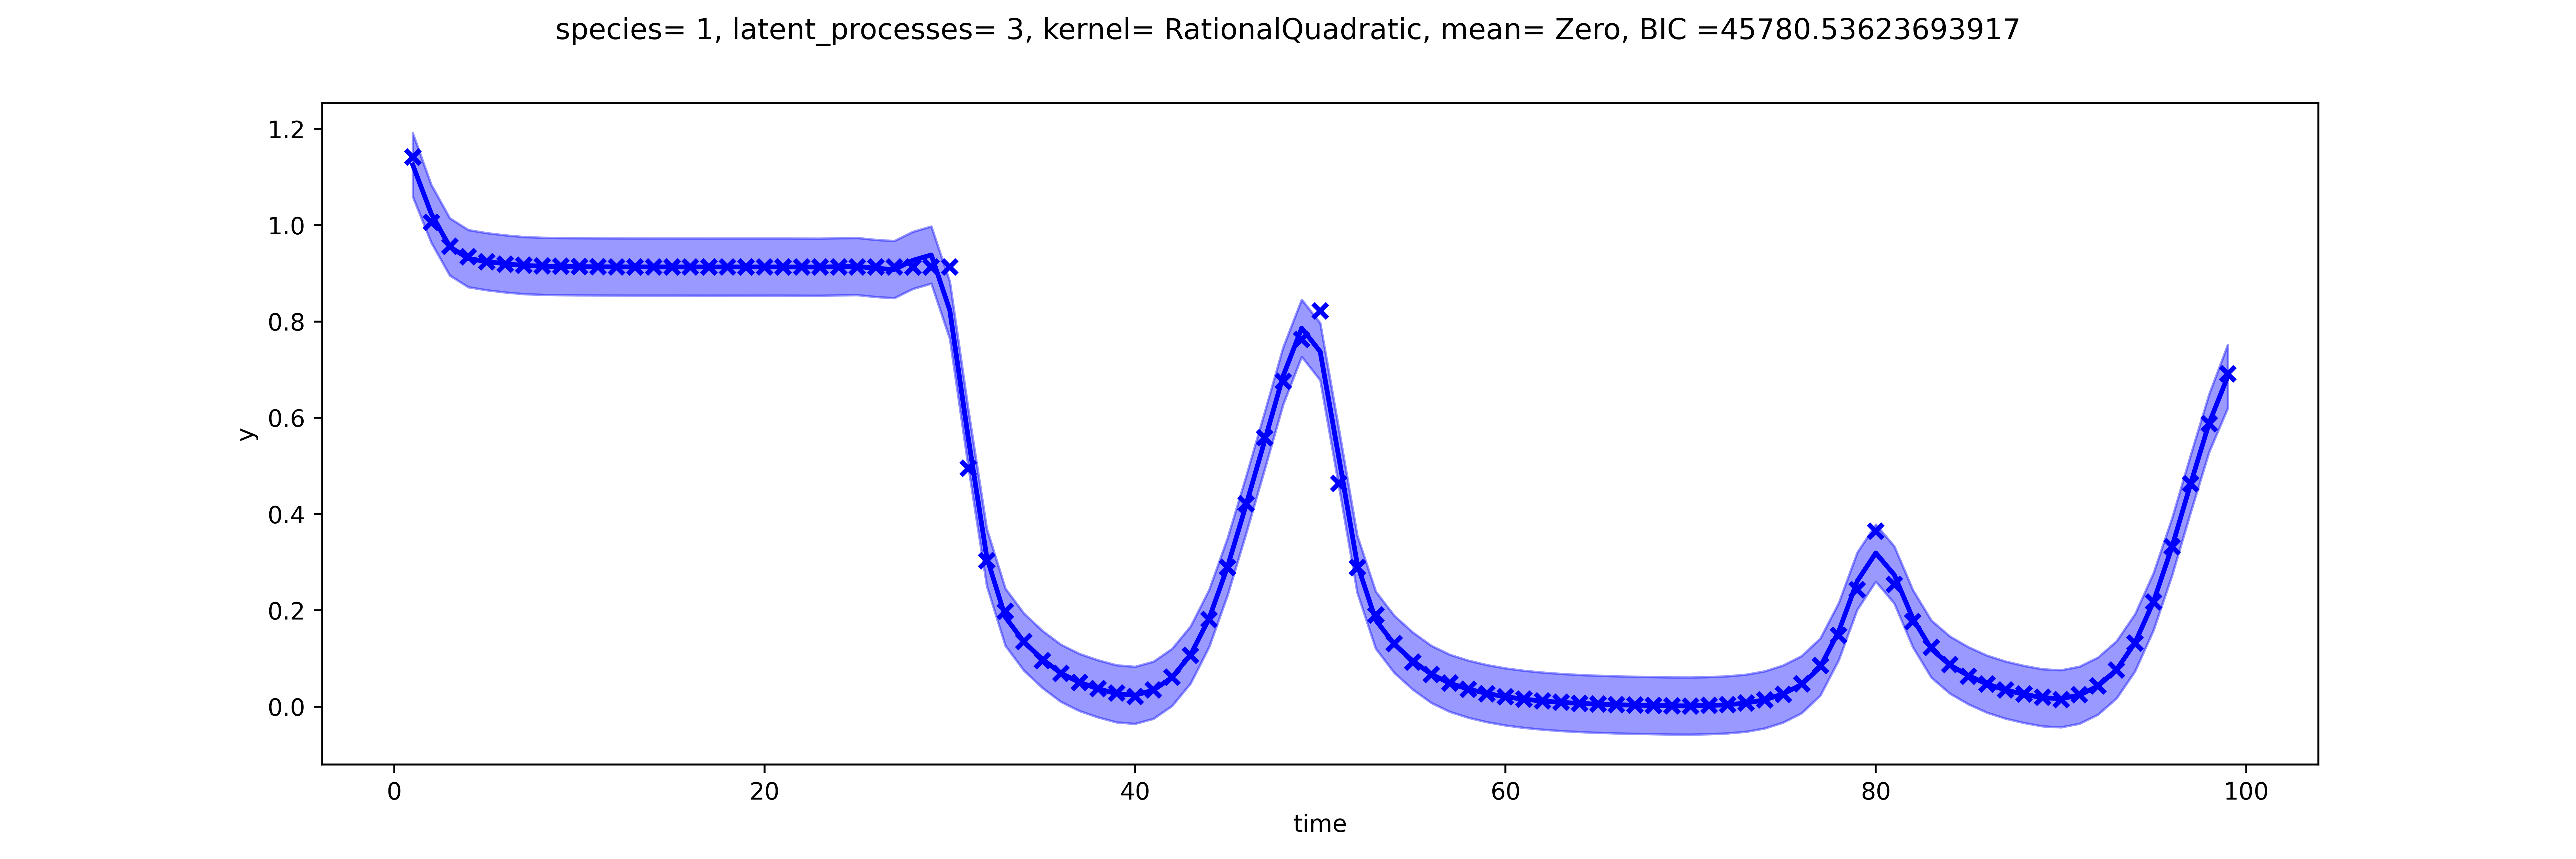 species= 1, latent_processes= 3, kernel= RationalQuadratic, mean= Zero, BIC =45780.53623693917
1.2
1.0
0.8
0.6
0.4
0.2
0.0
y
0 20 40 60 80 100
time